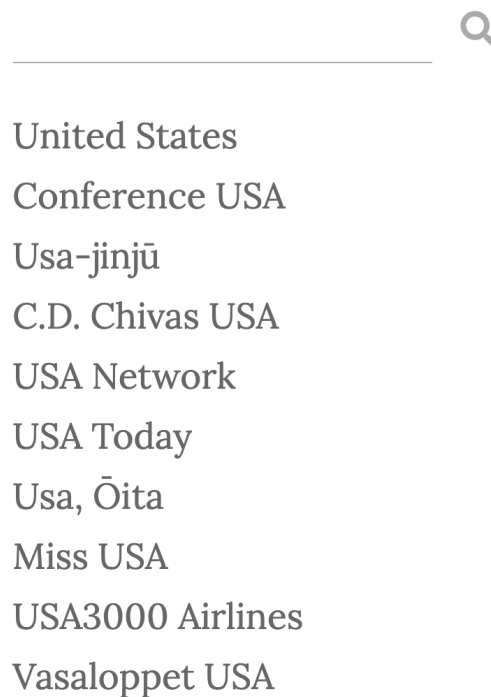 United States
Conference USA
Usa-jinjū
C.D. Chivas USA
USA Network
USA Today
Usa, Ōita
Miss USA
USA3000 Airlines
Vasaloppet USA